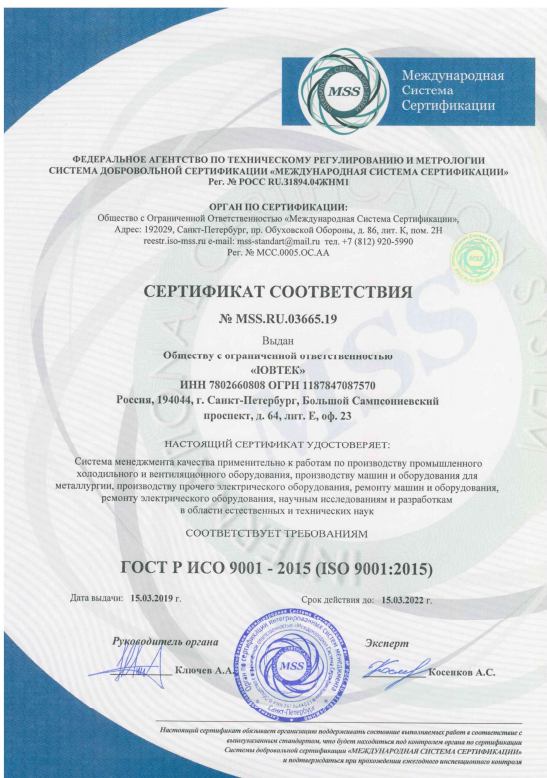 MSS
Международная
Система
Сертификации
ФЕДЕРАЛЬНОЕ АГЕНТСТВО ПО ТЕХНИЧЕСКОМУ РЕГУЛИРОВАНИЮ И МЕТРОЛОГИИ
СИСТЕМА ДОБРОВОЛЬНОЙ СЕРТИФИКАЦИИ «МЕЖДУНАРОДНАЯ СИСТЕМА СЕРТИФИКАЦИИ»
Рег. № РОСС RU.31894.04ЖНМ1
ОРГАН ПО СЕРТИФИКАЦИИ:
Общество с Ограниченной Ответственностью «Международная Система Сертификации»,
Адрес: 192029, Санкт-Петербург, пр. Обуховской Обороны, д. 86, лит. К, пом. 2Н
reestr.iso-mss.ru e-mail: mss-standart@mail.ru тел. +7 (812) 920-5990
Рег. № МСС.0005.ОС.АА
СЕРТИФИКАТ СООТВЕТСТВИЯ
№ MSS.RU.03665.19
Выдан
Обществу с ограниченной ответственностью
«ЮВТЕК»
ИНН 7802660808 ОГРН 1187847087570
Россия, 194044, г. Санкт-Петербург, Большой Сампсониевский
проспект, д. 64, лит. Е, оф. 23
НАСТОЯЩИЙ СЕРТИФИКАТ УДОСТОВЕРЯЕТ:
Система менеджмента качества применительно к работам по производству промышленного
холодильного и вентиляционного оборудования, производству машин и оборудования для
металлургии, производству прочего электрического оборудования, ремонту машин и оборудования,
ремонту электрического оборудования, научным исследованиям и разработкам
в области естественных и технических наук
СООТВЕТСТВУЕТ ТРЕБОВАНИЯМ
ГОСТ Р ИСО 9001 - 2015 (ISO 9001:2015)
Дата выдачи: 15.03.2019 г.
Срок действия до: 15.03.2022 г.
Руководитель органа
Эксперт
Ключев А.А.
MSS
Косенков А.С.
Санкт-Петербург
Настоящий сертификат обязывает организацию поддерживать состояние выполняемых работ в соответствие с
вышеуказанным стандартом, что будет находиться под контролем органа по сертификации
Системы добровольной сертификации «МЕЖДУНАРОДНАЯ СИСТЕМА СЕРТИФИКАЦИИ»
и подтверждаться при прохождении ежегодного инспекционного контроля